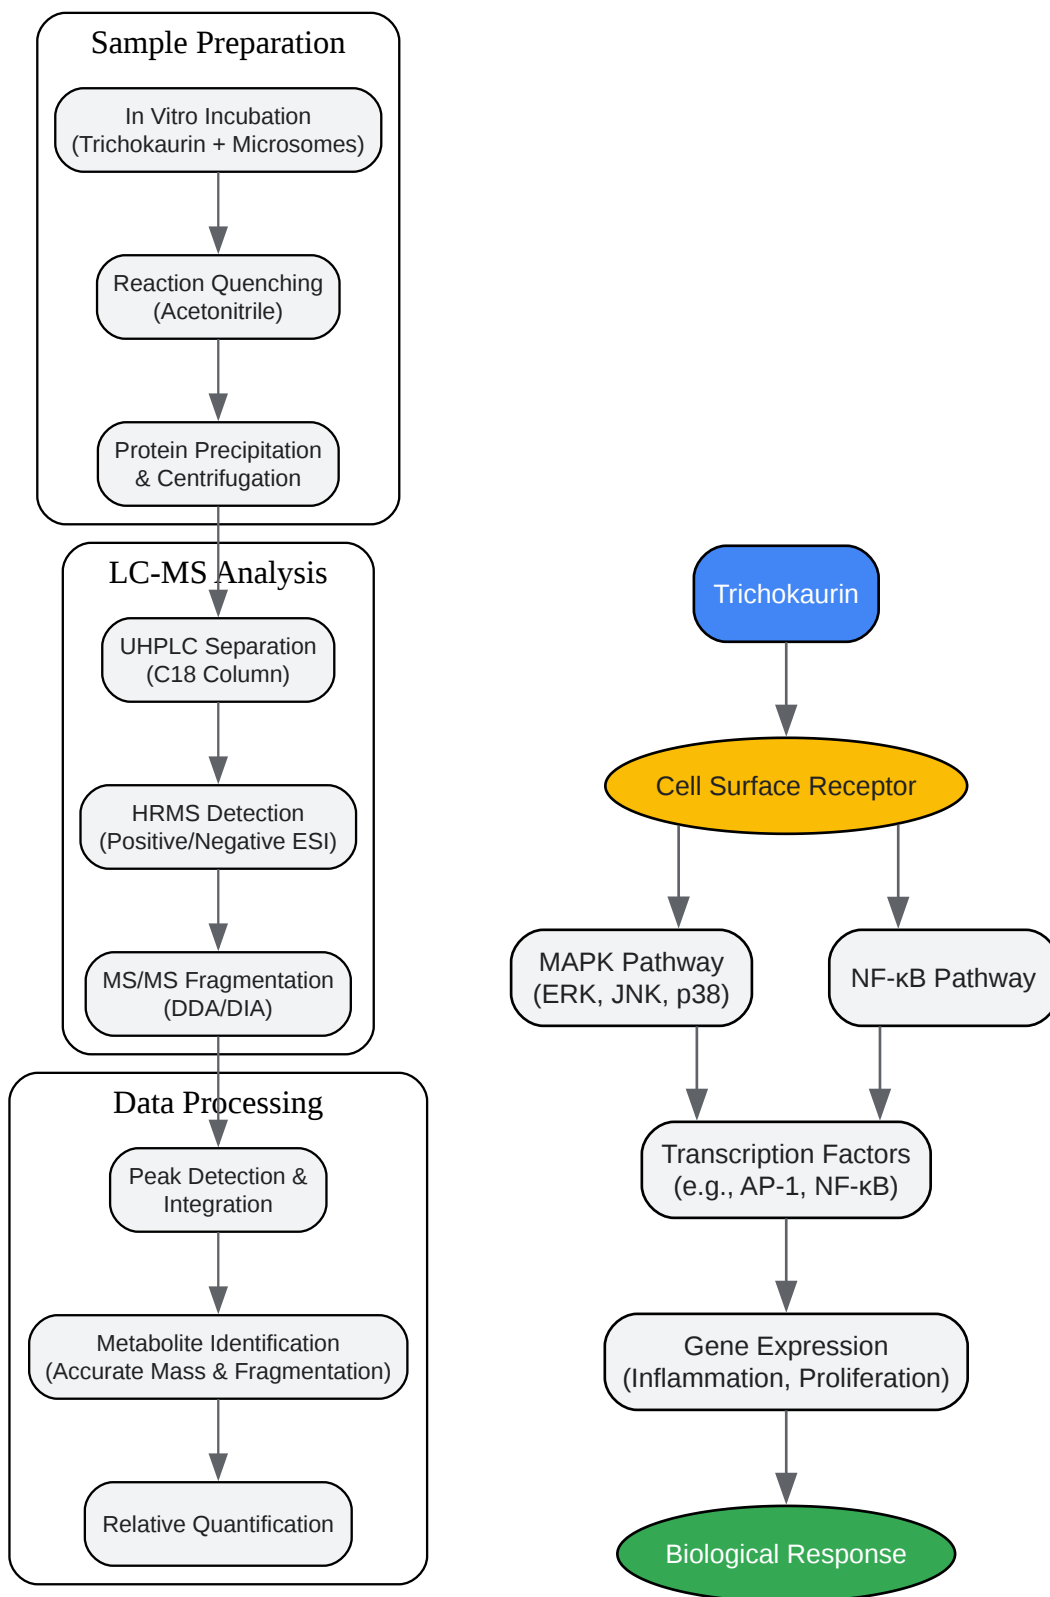 Sample Preparation
In Vitro Incubation
(Trichokaurin + Microsomes)
Reaction Quenching
(Acetonitrile)
Protein Precipitation
& Centrifugation
LC-MS Analysis
UHPLC Separation
(C18 Column)
HRMS Detection
(Positive/Negative ESI)
MS/MS Fragmentation
(DDA/DIA)
Data Processing
Peak Detection &
Integration
Metabolite Identification
(Accurate Mass & Fragmentation)
Relative Quantification
Trichokaurin
Cell Surface Receptor
MAPK Pathway
(ERK, JNK, p38)
NF-κB Pathway
Transcription Factors
(e.g., AP-1, NF-κB)
Gene Expression
(Inflammation, Proliferation)
Biological Response